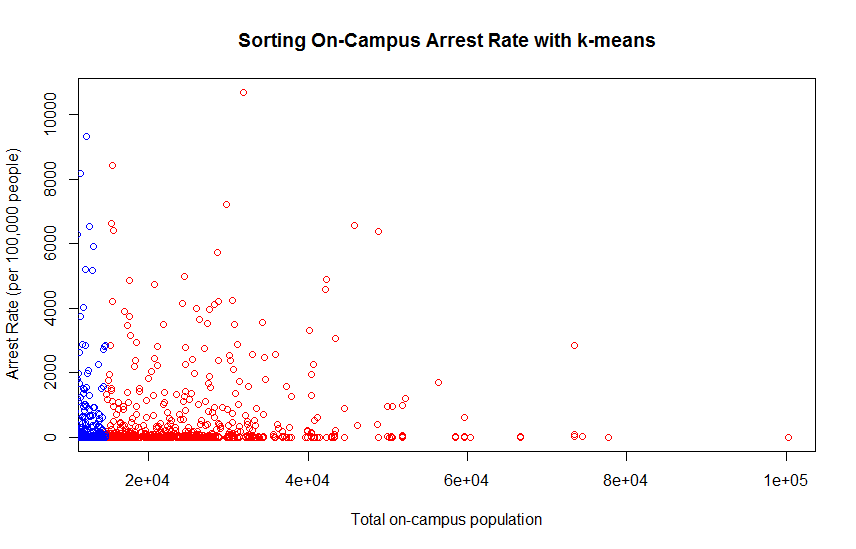 Sorting On-Campus Arrest Rate with k-means
Arrest Rate (per 100,000 people)
10000
8000
6000
4000
2000
0
2e+04 4e+04 6e+04 8e+04 1e+05
Total on-campus population